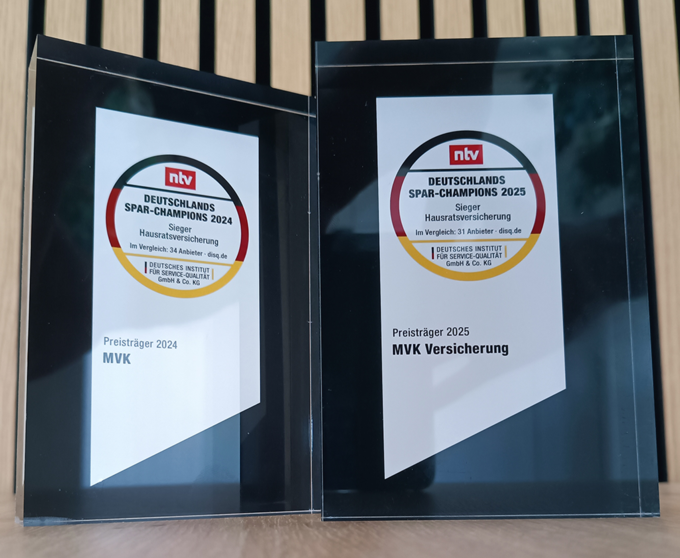 ntv
DEUTSCHLANDS
SPAR-CHAMPIONS 2024
Sieger
Hausratsversicherung
Im Vergleich: 34 Anbieter · disq.de
DEUTSCHES INSTITUT
FÜR SERVICE-QUALITÄT
GmbH & Co. KG
Preisträger 2024
MVK
ntv
DEUTSCHLANDS
SPAR-CHAMPIONS 2025
Sieger
Hausratsversicherung
Im Vergleich: 31 Anbieter · disq.de
DEUTSCHES INSTITUT
FÜR SERVICE-QUALITÄT
GmbH & Co. KG
Preisträger 2025
MVK Versicherung